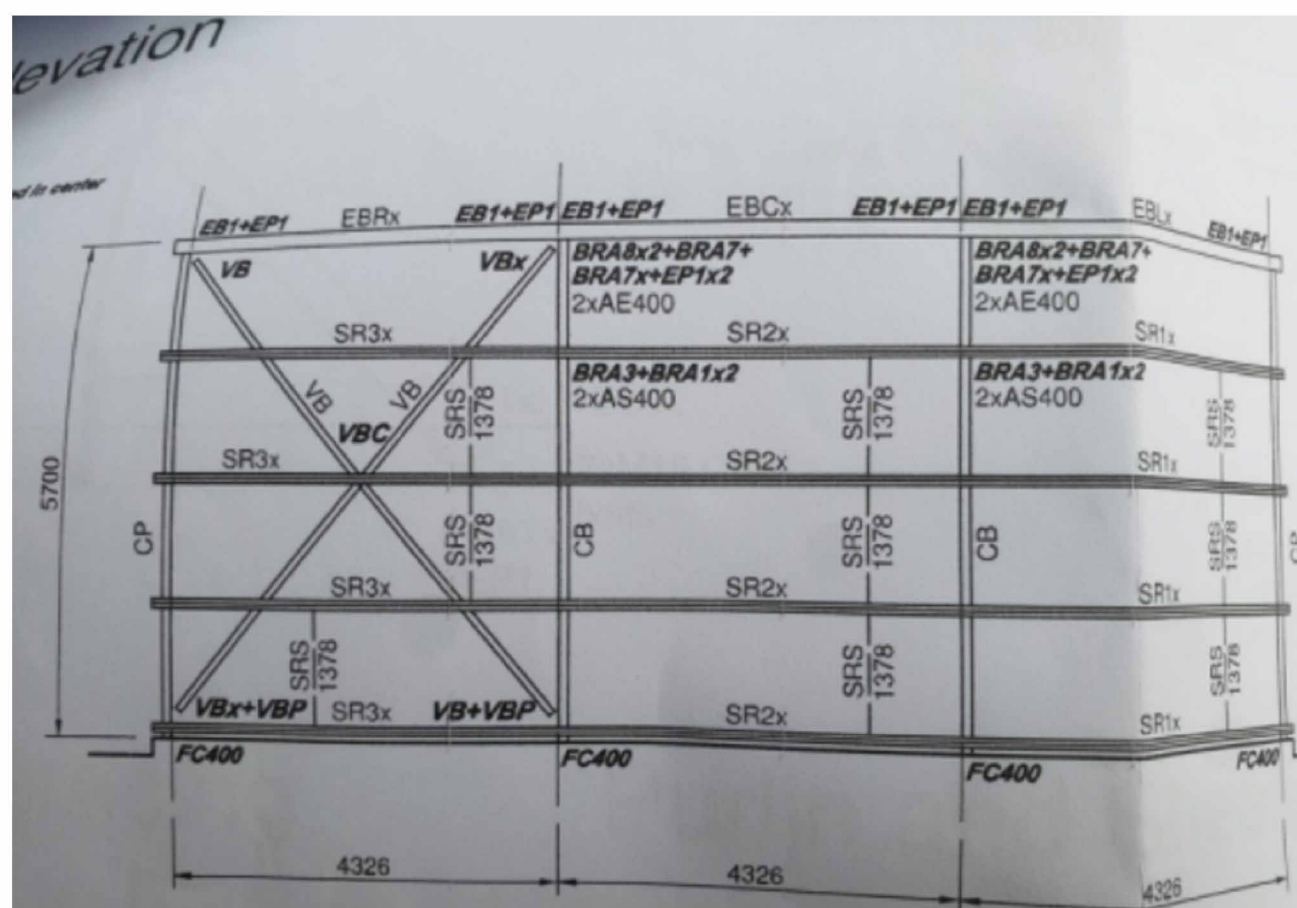 levation
ed in center
EB1+EP1 EBRx EB1+EP1 EB1+EP1 EBCx EB1+EP1 EB1+EP1 EBLx EB1+EP1
VB VBx BRA8x2+BRA7+ BRA8x2+BRA7+
BRA7x+EP1x2 BRA7x+EP1x2
2xAE400 2xAE400
SR3x SR2x SR1x
BRA3+BRA1x2 BRA3+BRA1x2
2xAS400 2xAS400
VB VB SRS 1378 SRS 1378 SRS 1378
VBC
SR3x SR2x SR1x
5700
CP SRS 1378 CB SRS 1378 CB SRS 1378
SR3x SR2x SR1x
SRS 1378 SRS 1378 SRS 1378
VBx+VBP SR3x VB+VBP SR2x SR1x
FC400 FC400 FC400 FC400
4326 4326 4326